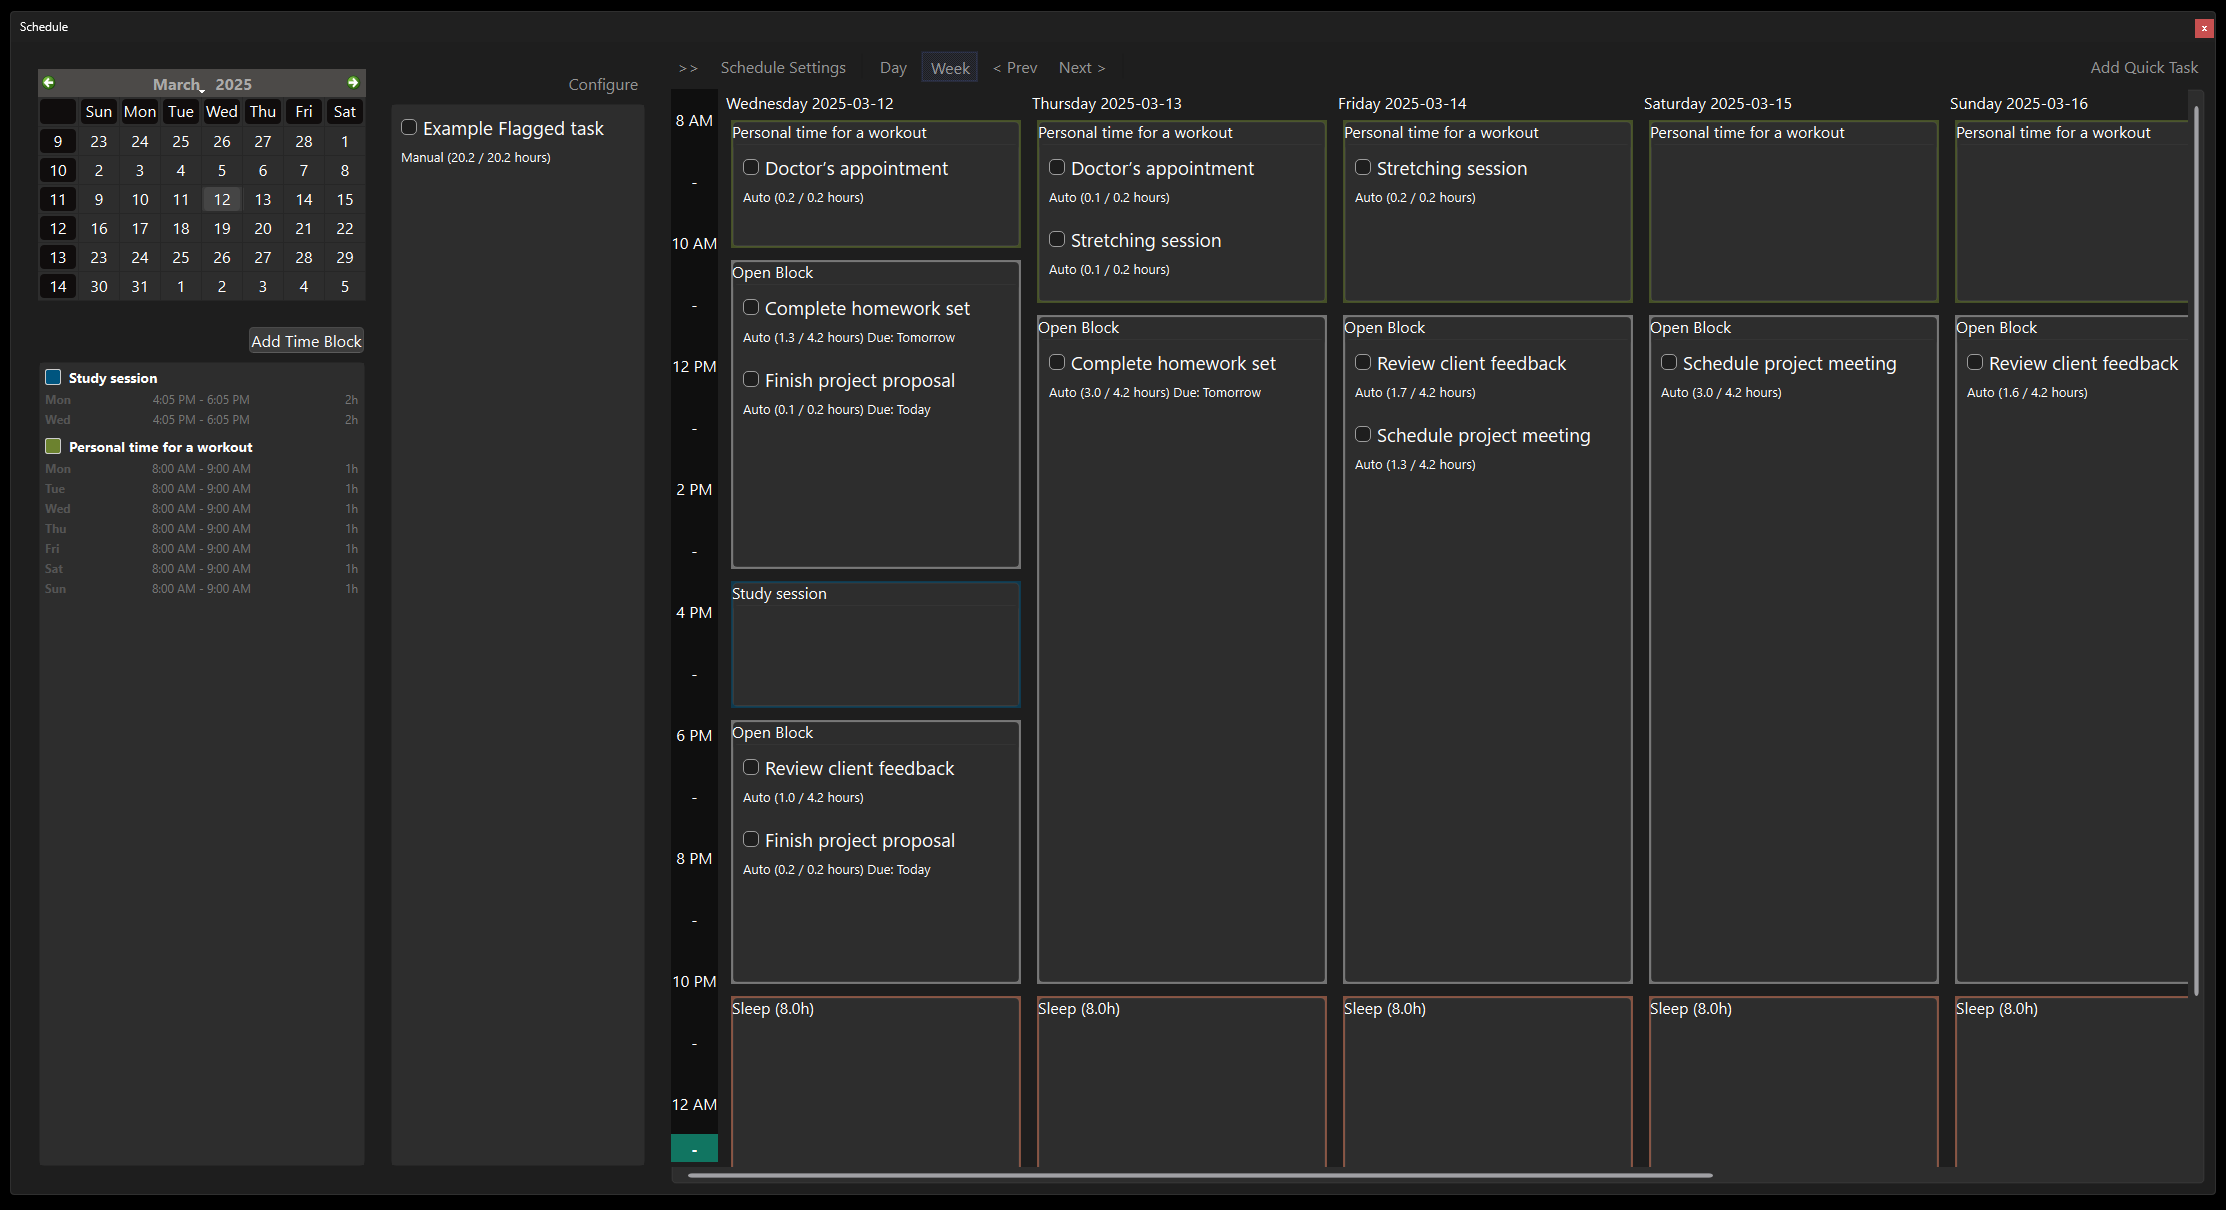 Schedule
x
March 2025
Sun Mon Tue Wed Thu Fri Sat
9 23 24 25 26 27 28 1
10 2 3 4 5 6 7 8
11 9 10 11 12 13 14 15
12 16 17 18 19 20 21 22
13 23 24 25 26 27 28 29
14 30 31 1 2 3 4 5
Add Time Block
Study session
Mon 4:05 PM - 6:05 PM 2h
Wed 4:05 PM - 6:05 PM 2h
Personal time for a workout
Mon 8:00 AM - 9:00 AM 1h
Tue 8:00 AM - 9:00 AM 1h
Wed 8:00 AM - 9:00 AM 1h
Thu 8:00 AM - 9:00 AM 1h
Fri 8:00 AM - 9:00 AM 1h
Sat 8:00 AM - 9:00 AM 1h
Sun 8:00 AM - 9:00 AM 1h
Configure
Example Flagged task
Manual (20.2 / 20.2 hours)
>> Schedule Settings Day Week < Prev Next > Add Quick Task
8 AM
-
10 AM
-
12 PM
-
2 PM
-
4 PM
-
6 PM
-
8 PM
-
10 PM
-
12 AM
-
Wednesday 2025-03-12
Personal time for a workout
Doctor’s appointment
Auto (0.2 / 0.2 hours)
Open Block
Complete homework set
Auto (1.3 / 4.2 hours) Due: Tomorrow
Finish project proposal
Auto (0.1 / 0.2 hours) Due: Today
Study session
Open Block
Review client feedback
Auto (1.0 / 4.2 hours)
Finish project proposal
Auto (0.2 / 0.2 hours) Due: Today
Sleep (8.0h)
Thursday 2025-03-13
Personal time for a workout
Doctor’s appointment
Auto (0.1 / 0.2 hours)
Stretching session
Auto (0.1 / 0.2 hours)
Open Block
Complete homework set
Auto (3.0 / 4.2 hours) Due: Tomorrow
Sleep (8.0h)
Friday 2025-03-14
Personal time for a workout
Stretching session
Auto (0.2 / 0.2 hours)
Open Block
Review client feedback
Auto (1.7 / 4.2 hours)
Schedule project meeting
Auto (1.3 / 4.2 hours)
Sleep (8.0h)
Saturday 2025-03-15
Personal time for a workout
Open Block
Schedule project meeting
Auto (3.0 / 4.2 hours)
Sleep (8.0h)
Sunday 2025-03-16
Personal time for a workout
Open Block
Review client feedback
Auto (1.6 / 4.2 hours)
Sleep (8.0h)